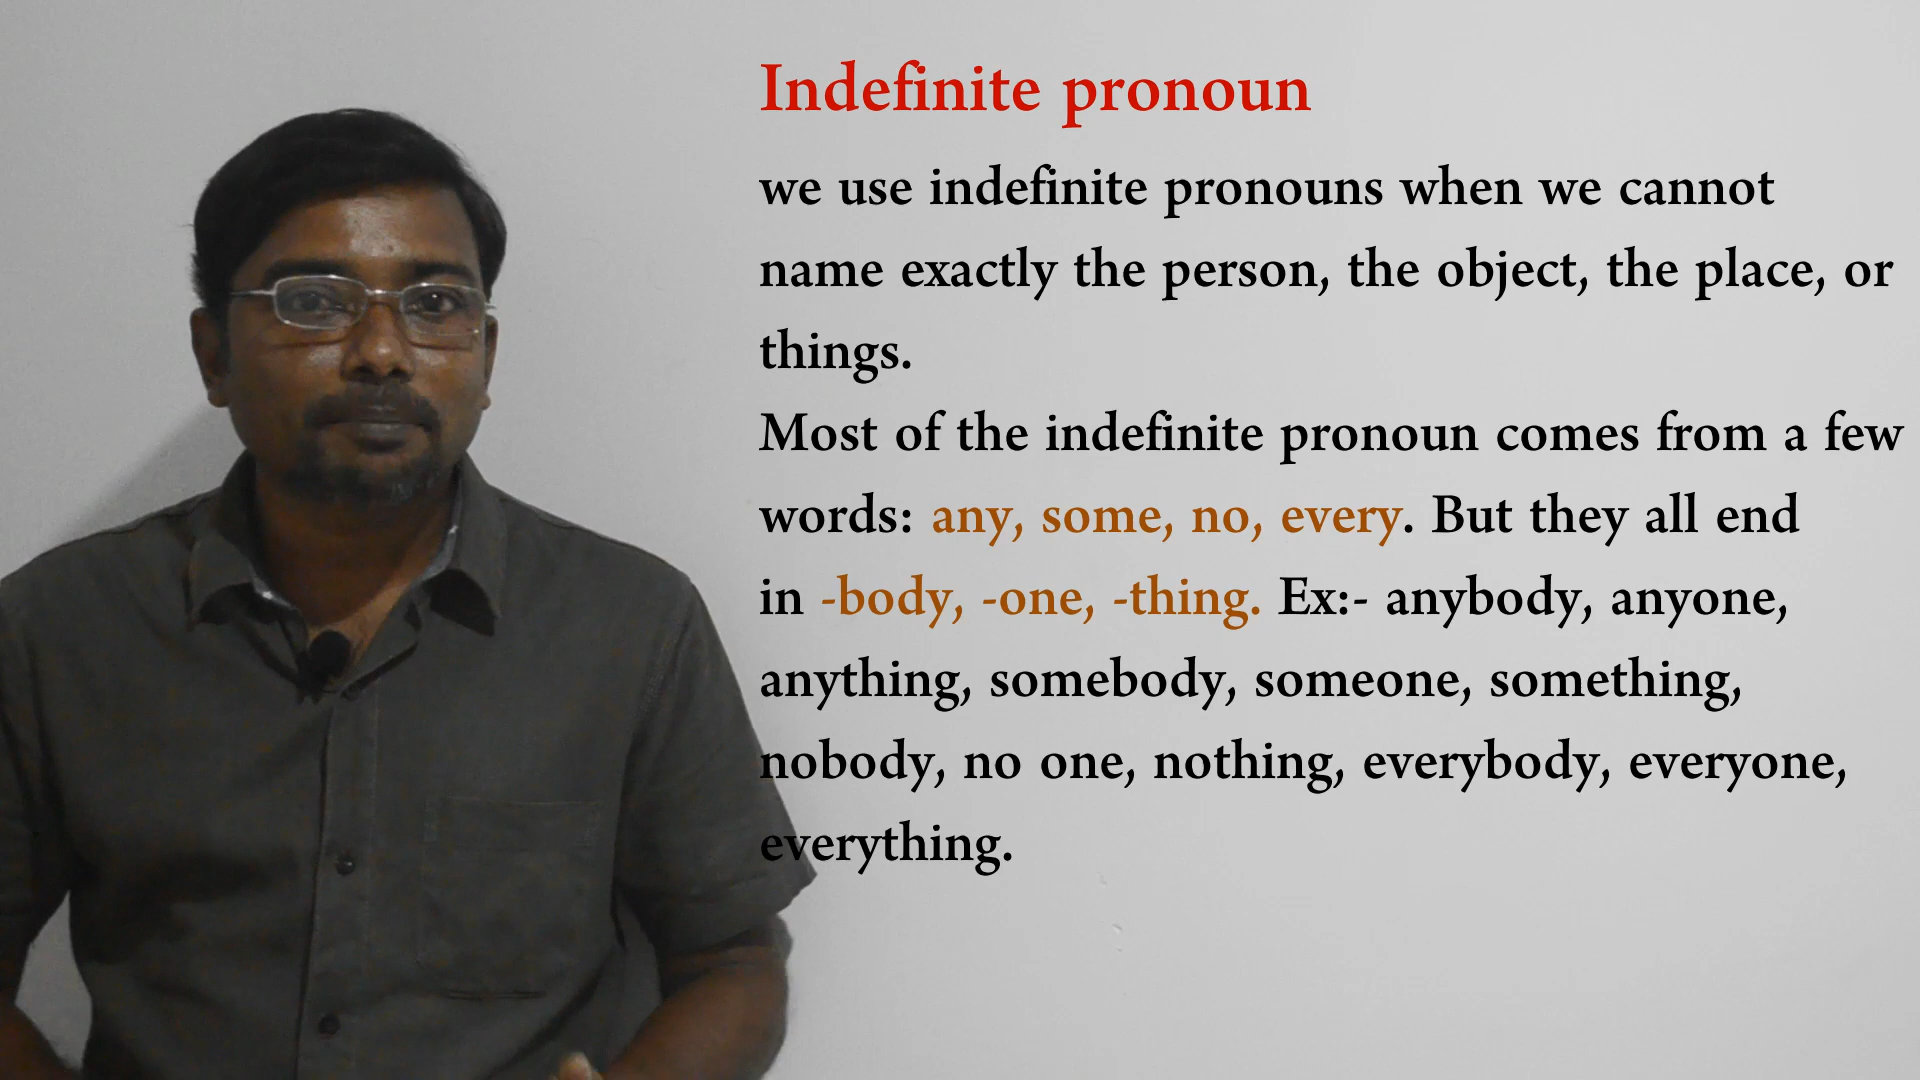 Indefinite pronoun
we use indefinite pronouns when we cannot
name exactly the person, the object, the place, or
things.
Most of the indefinite pronoun comes from a few
words: any, some, no, every. But they all end
in -body, -one, -thing. Ex:- anybody, anyone,
anything, somebody, someone, something,
nobody, no one, nothing, everybody, everyone,
everything.